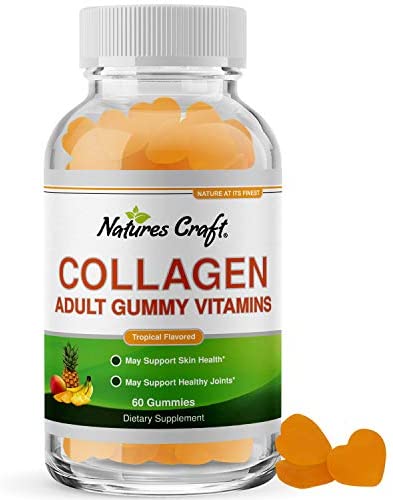 NATURE AT ITS FINEST
Natures Craft®
COLLAGEN
ADULT GUMMY VITAMINS
Tropical Flavored
May Support Skin Health*
May Support Healthy Joints*
60 Gummies
Dietary Supplement